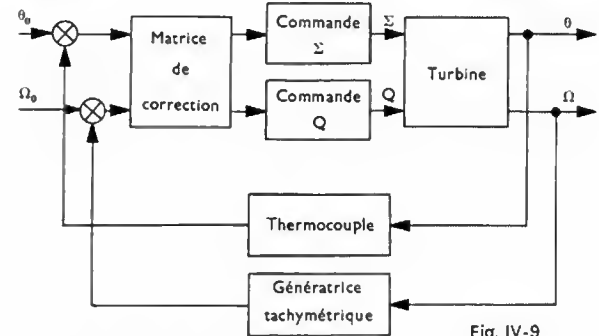 θ₀
Matrice
de
correction
Commande
Σ
Σ
Turbine
θ
Ω₀
Commande
Q
Q
Ω
Thermocouple
Génératrice
tachymétrique
Fig. IV-9